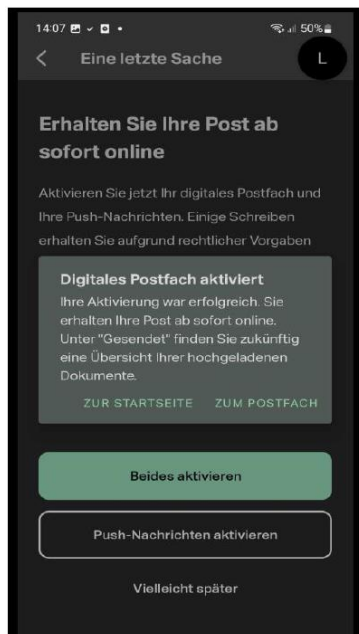 14:07
50%
Eine letzte Sache
L
Erhalten Sie Ihre Post ab
sofort online
Aktivieren Sie jetzt Ihr digitales Postfach und
Ihre Push-Nachrichten. Einige Schreiben
erhalten Sie aufgrund rechtlicher Vorgaben
Digitales Postfach aktiviert
Ihre Aktivierung war erfolgreich. Sie
erhalten Ihre Post ab sofort online.
Unter "Gesendet" finden Sie zukünftig
eine Übersicht Ihrer hochgeladenen
Dokumente.
ZUR STARTSEITE ZUM POSTFACH
Beides aktivieren
Push-Nachrichten aktivieren
Vielleicht später